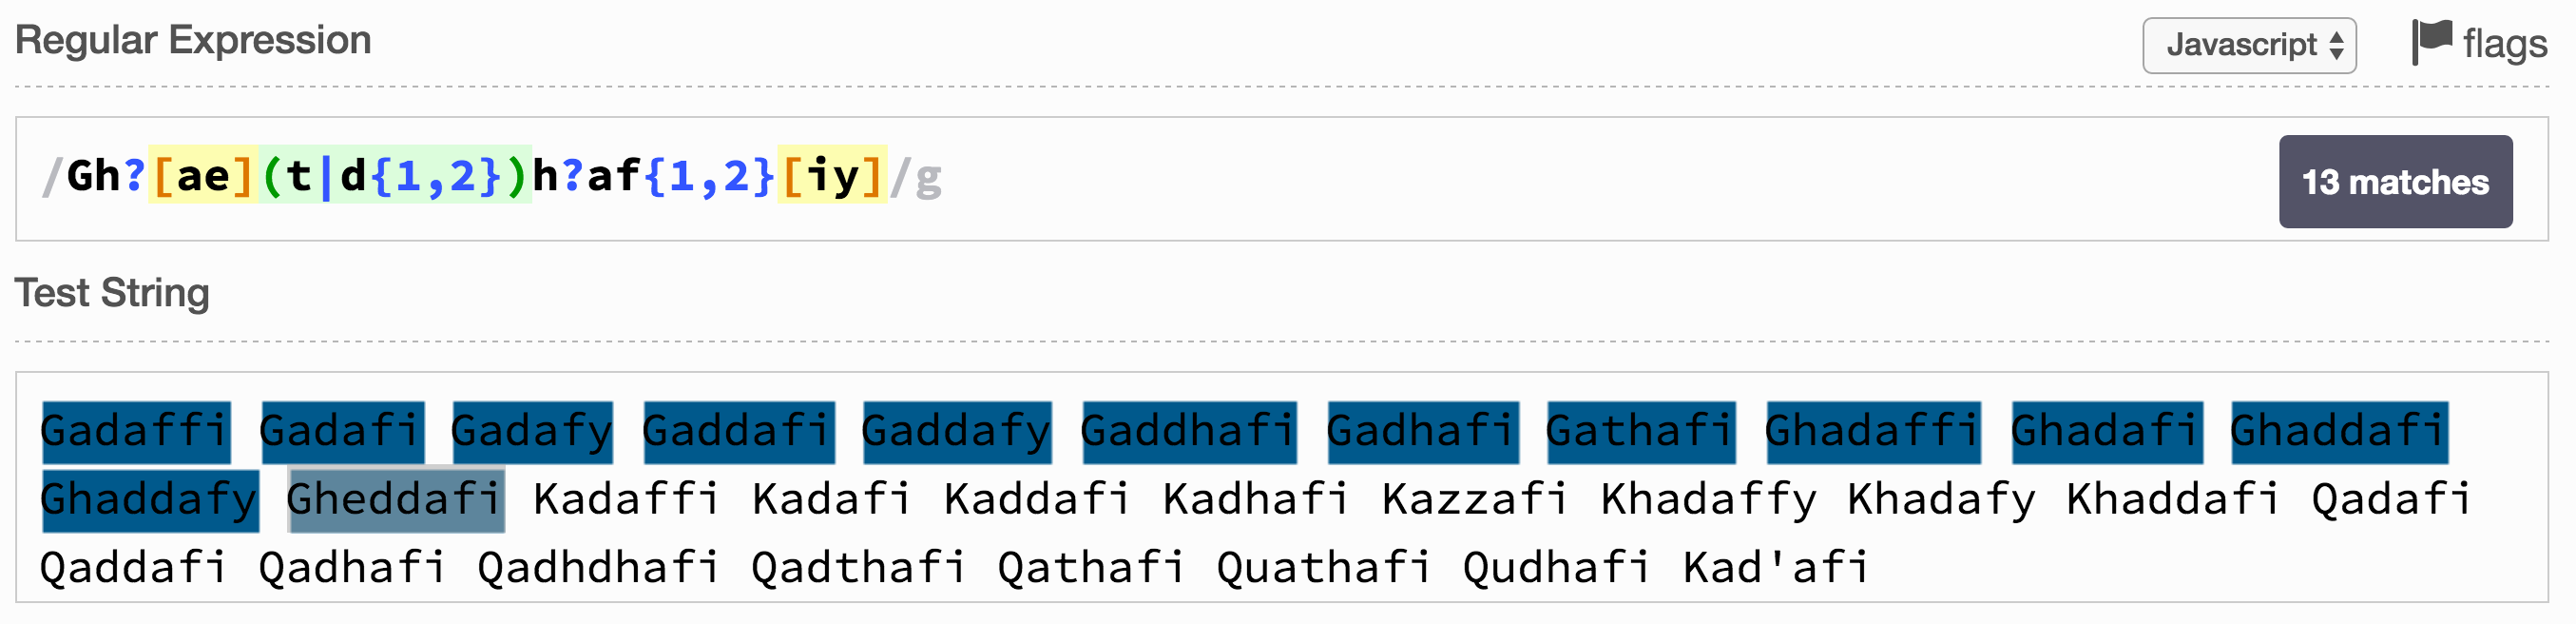 Regular Expression Javascript flags
/Gh?[ae](t|d{1,2})h?af{1,2}[iy]/g 13 matches
Test String
Gadaffi Gadafi Gadafy Gaddafi Gaddafy Gaddhafi Gadhafi Gathafi Ghadaffi Ghadafi Ghaddafi
Ghaddafy Gheddafi Kadaffi Kadafi Kaddafi Kadhafi Kazzafi Khadaffy Khadafy Khaddafi Qadafi
Qaddafi Qadhafi Qadhdhafi Qadthafi Qathafi Quathafi Qudhafi Kad'afi